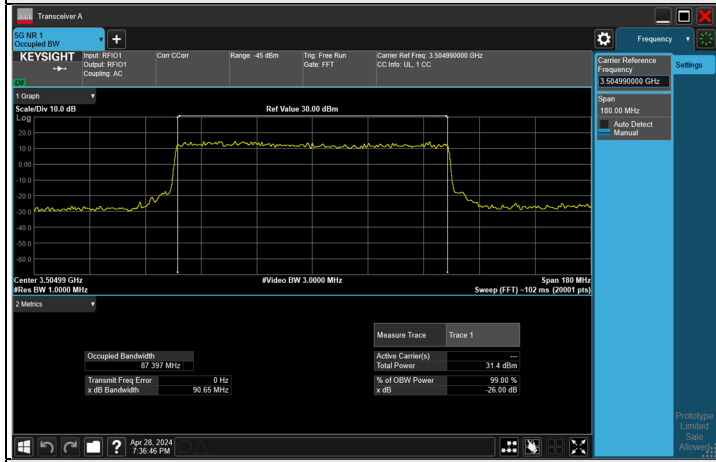 Transceiver A
5G NR 1
Occupied BW
Frequency
KEYSIGHT
Input: RFIO1
Output: RFIO1
Coupling: AC
Corr CCorr
Range: -45 dBm
Trig: Free Run
Gate: FFT
Carrier Ref Freq: 3.504990000 GHz
CC Info: UL, 1 CC
LVI
Carrier Reference
Frequency
3.504990000 GHz
Settings
Span
180.00 MHz
Auto Detect
Manual
1 Graph
Scale/Div 10.0 dB
Ref Value 30.00 dBm
Log
20.0
10.0
0.00
-10.0
-20.0
-30.0
-40.0
-50.0
-60.0
Center 3.50499 GHz
#Video BW 3.0000 MHz
Span 180 MHz
#Res BW 1.0000 MHz
Sweep (FFT) ~102 ms (20001 pts)
2 Metrics
Measure Trace
Trace 1
Occupied Bandwidth
87.397 MHz
Active Carrier(s)
---
Total Power
31.4 dBm
Transmit Freq Error
0 Hz
x dB Bandwidth
90.65 MHz
% of OBW Power
99.00 %
x dB
-26.00 dB
Prototype
Limited
Sale
Allowed
?
Apr 28, 2024
7:36:46 PM